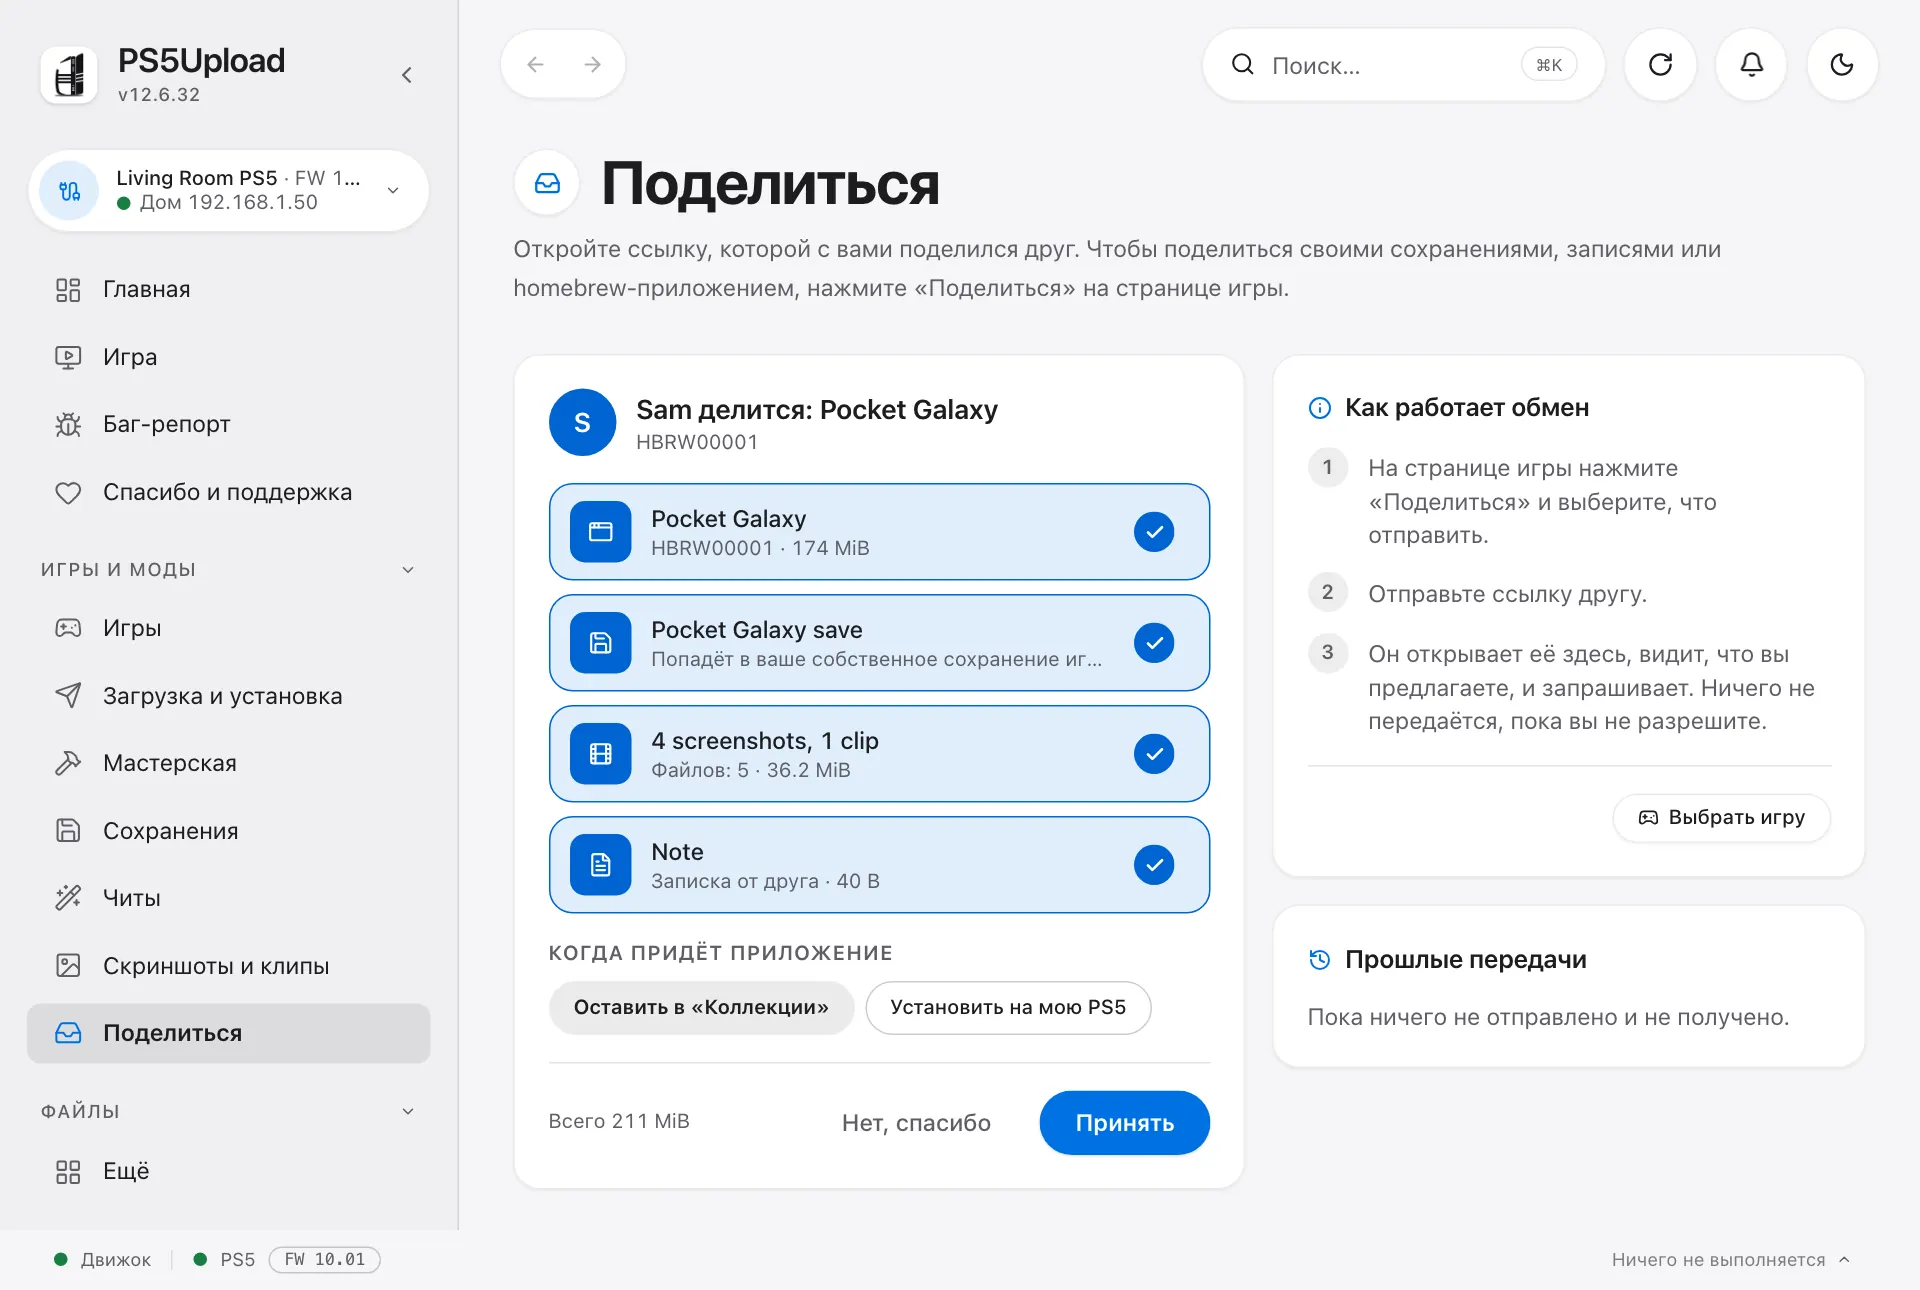 PS5Upload
v12.6.32
Living Room PS5 · FW 1...
Дом 192.168.1.50
Главная
Игра
Баг-репорт
Спасибо и поддержка
ИГРЫ И МОДЫ
Игры
Загрузка и установка
Мастерская
Сохранения
Читы
Скриншоты и клипы
Поделиться
ФАЙЛЫ
Ещё
Поиск...
⌘K
Поделиться
Откройте ссылку, которой с вами поделился друг. Чтобы поделиться своими сохранениями, записями или
homebrew-приложением, нажмите «Поделиться» на странице игры.
S
Sam делится: Pocket Galaxy
HBRW00001
Pocket Galaxy
HBRW00001 · 174 MiB
Pocket Galaxy save
Попадёт в ваше собственное сохранение иг...
4 screenshots, 1 clip
Файлов: 5 · 36.2 MiB
Note
Записка от друга · 40 B
КОГДА ПРИДЁТ ПРИЛОЖЕНИЕ
Оставить в «Коллекции»
Установить на мою PS5
Всего 211 MiB
Нет, спасибо
Принять
Как работает обмен
1
На странице игры нажмите
«Поделиться» и выберите, что
отправить.
2
Отправьте ссылку другу.
3
Он открывает её здесь, видит, что вы
предлагаете, и запрашивает. Ничего не
передаётся, пока вы не разрешите.
Выбрать игру
Прошлые передачи
Пока ничего не отправлено и не получено.
Движок
PS5
FW 10.01
Ничего не выполняется